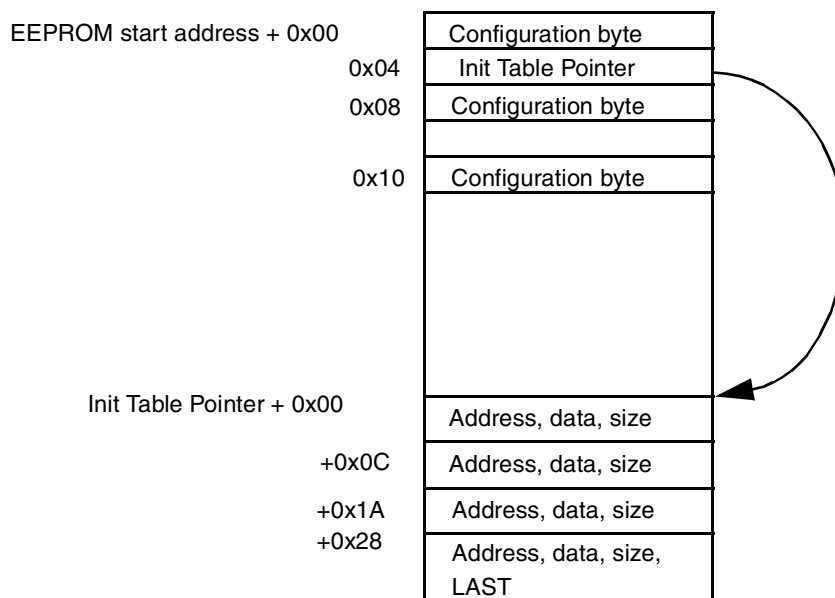 EEPROM start address + 0x00 Configuration byte
0x04 Init Table Pointer
0x08 Configuration byte
0x10 Configuration byte
Init Table Pointer + 0x00 Address, data, size
+0x0C Address, data, size
+0x1A Address, data, size
+0x28 Address, data, size,
LAST